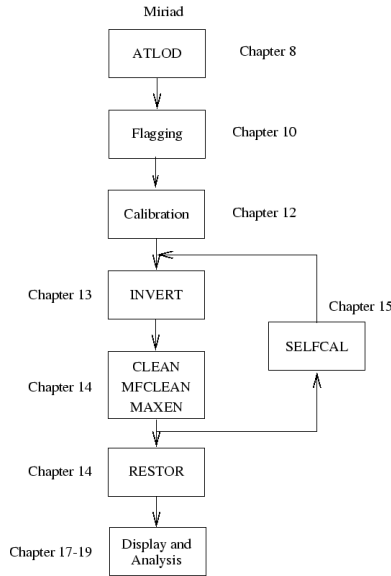 Miriad
ATLOD
Chapter 8
Flagging
Chapter 10
Calibration
Chapter 12
Chapter 13
INVERT
Chapter 15
SELFCAL
Chapter 14
CLEAN
MFCLEAN
MAXEN
Chapter 14
RESTOR
Chapter 17-19
Display and
Analysis